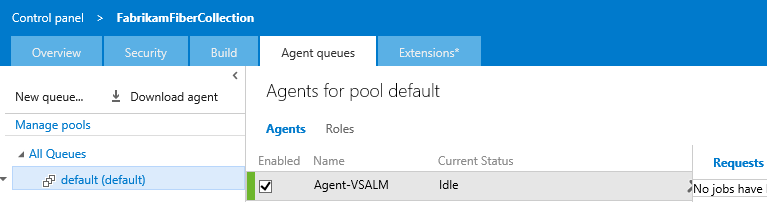 Control panel > FabrikamFiberCollection
Overview Security Build Agent queues Extensions*
<
New queue... Download agent
Manage pools
All Queues
default (default)
Agents for pool default
Agents Roles
Enabled Name Current Status
Agent-VSALM Idle
Requests
No jobs have